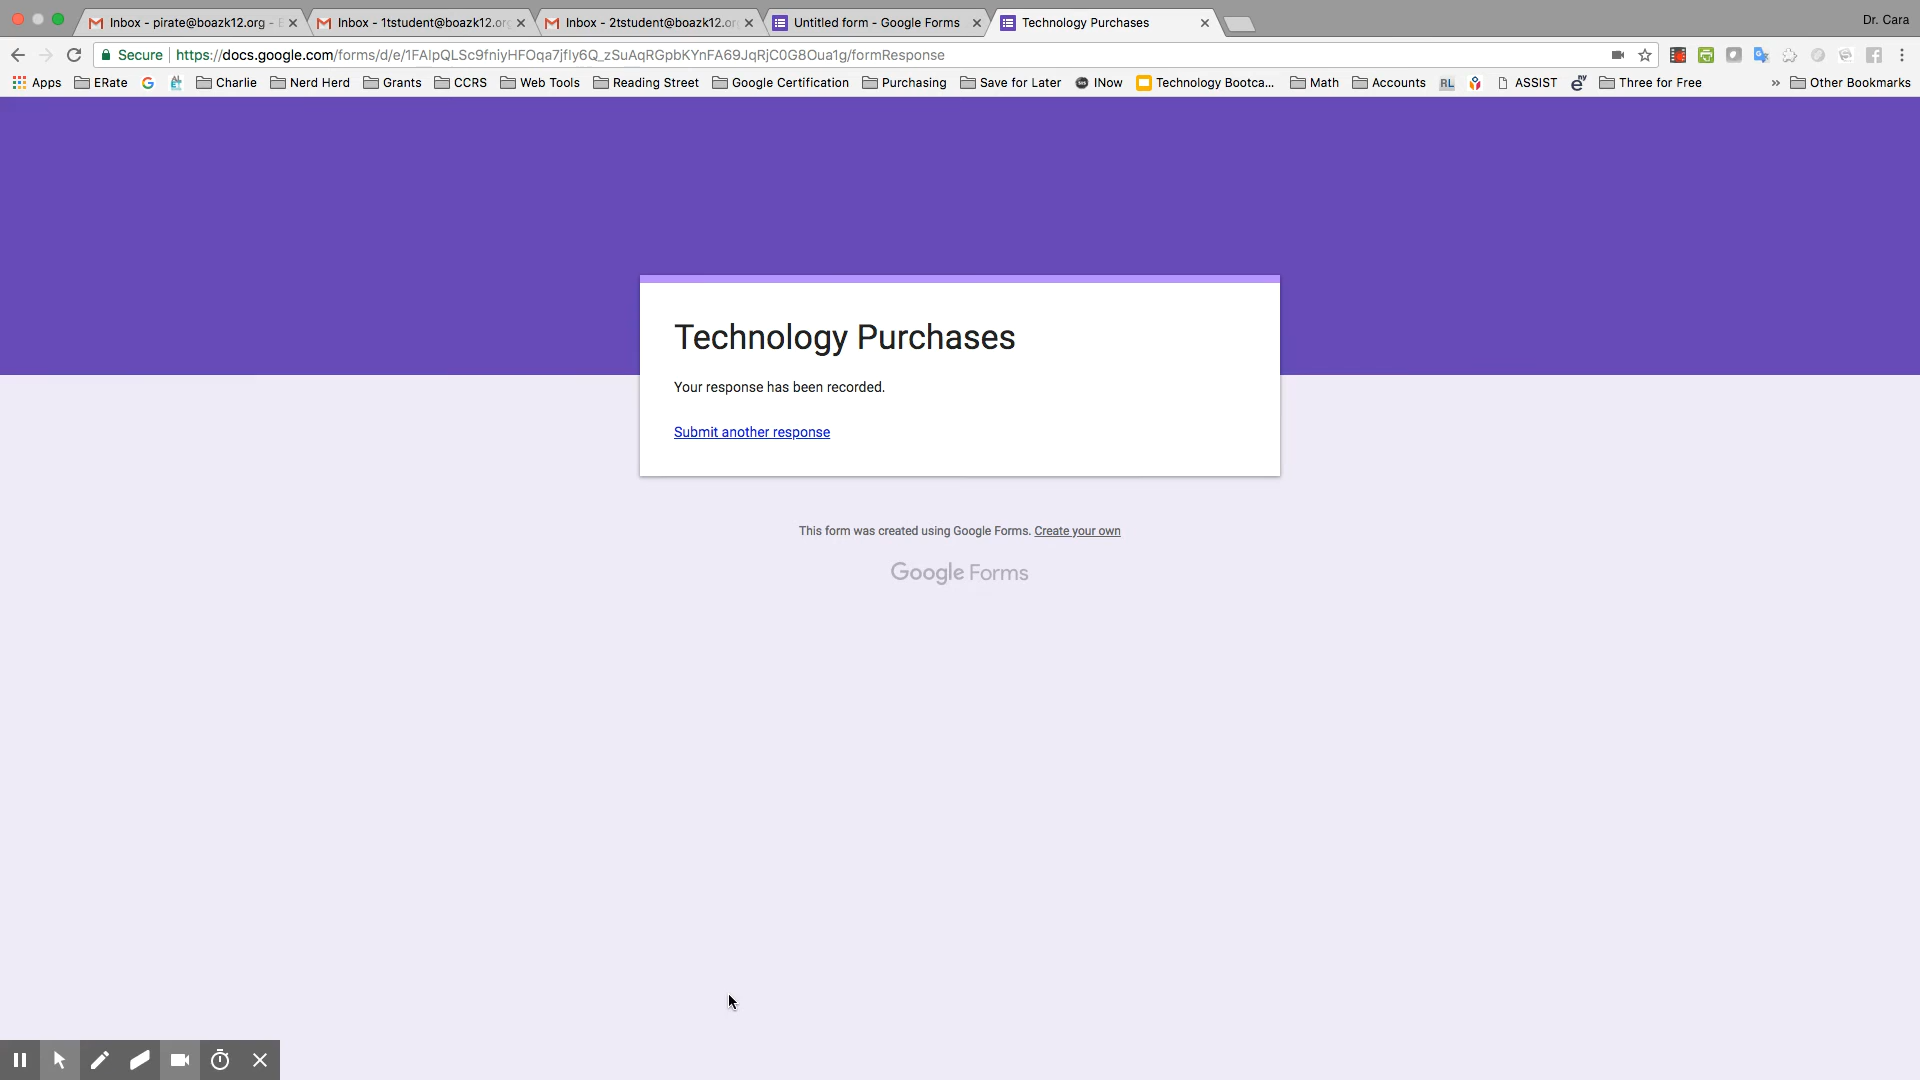 Inbox - pirate@boazk12.org -
Inbox - 1tstudent@boazk12.org
Inbox - 2tstudent@boazk12.or
Untitled form - Google Forms
Technology Purchases
Dr. Cara
Secure
https://docs.google.com/forms/d/e/1FAIpQLSc9fniyHFOqa7jfly6Q_zSuAqRGpbKYnFA69JqRjC0G8Oua1g/formResponse
Apps
ERate
Charlie
Nerd Herd
Grants
CCRS
Web Tools
Reading Street
Google Certification
Purchasing
Save for Later
INow
Technology Bootca...
Math
Accounts
RL
ASSIST
Three for Free
»
Other Bookmarks
Technology Purchases
Your response has been recorded.
Submit another response
This form was created using Google Forms. Create your own
Google Forms